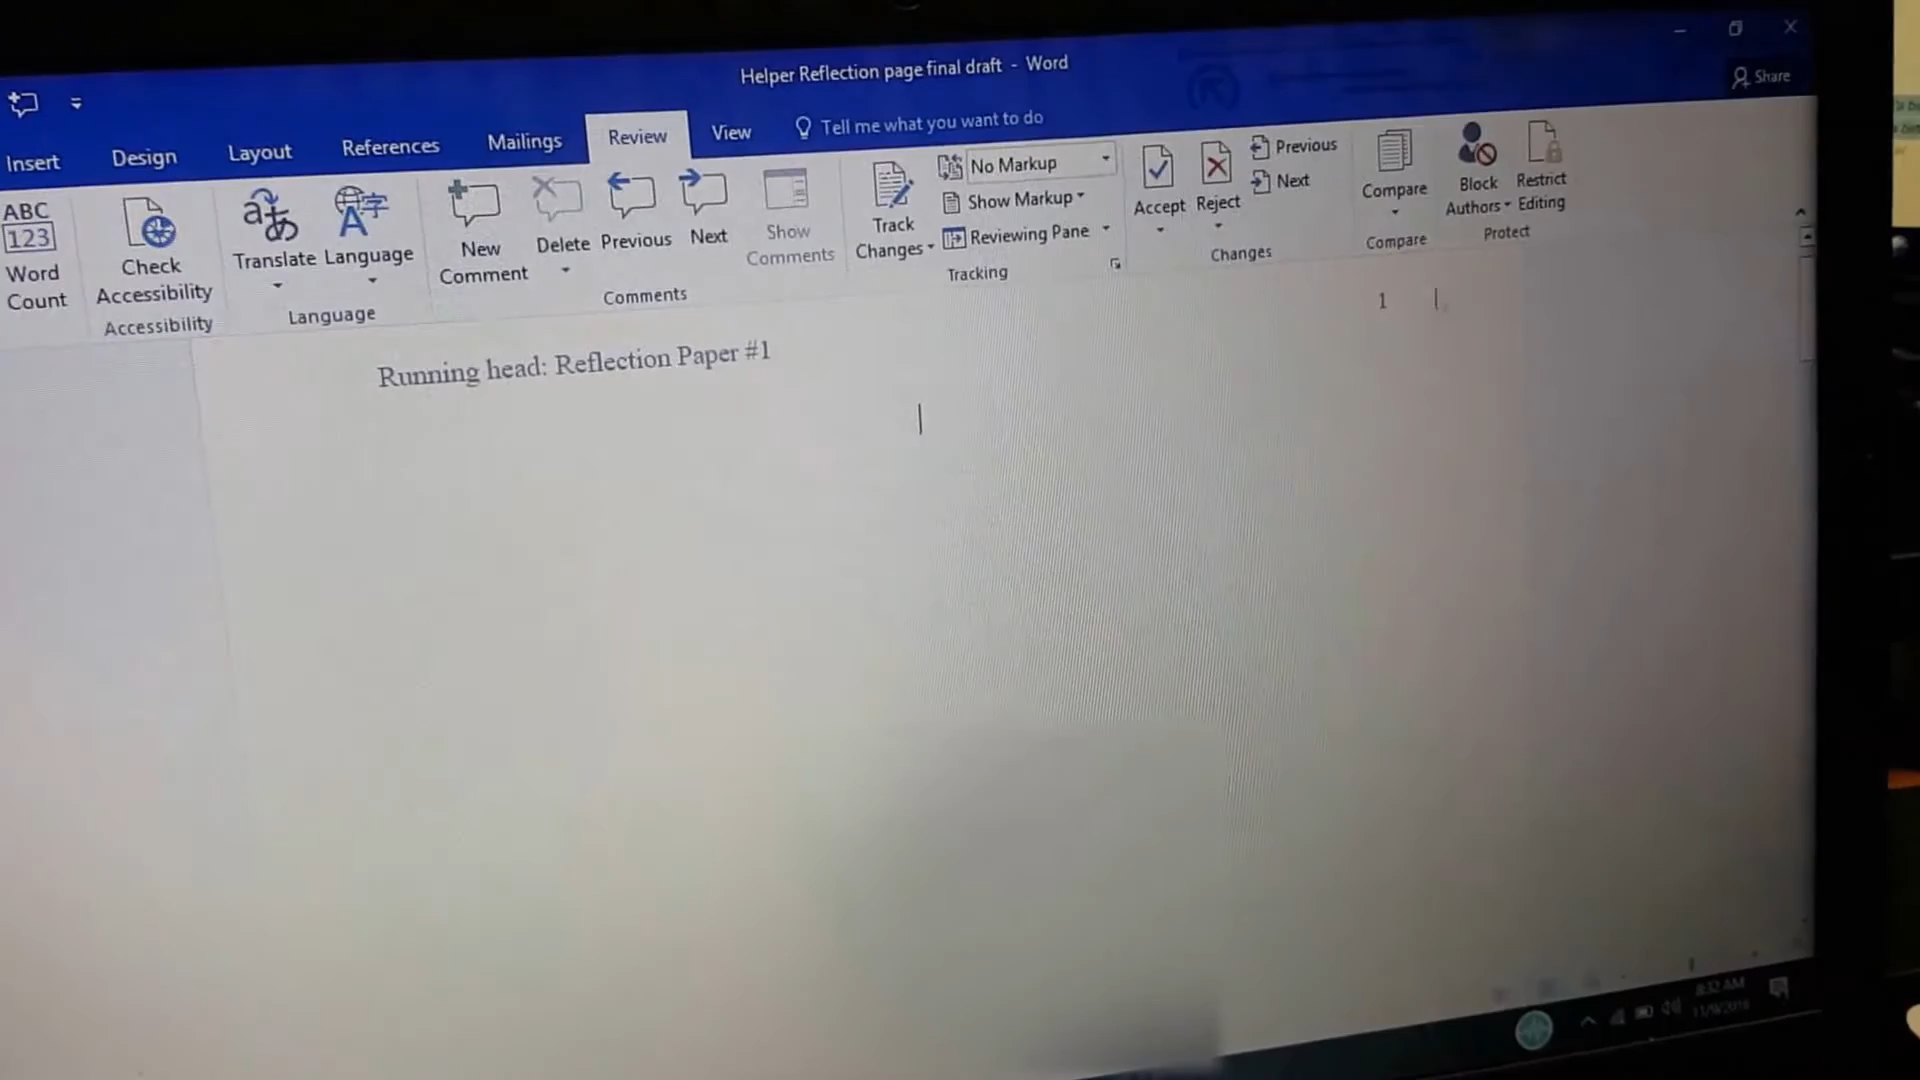 Helper Reflection page final draft - Word
Share
Insert
Design
Layout
References
Mailings
Review
View
Tell me what you want to do
ABC
123
Word
Count
Check
Accessibility
Accessibility
Translate
Language
Language
New
Comment
Delete
Previous
Next
Show
Comments
Comments
Track
Changes
No Markup
Show Markup
Reviewing Pane
Tracking
Accept
Reject
Previous
Next
Changes
Compare
Compare
Block
Authors
Restrict
Editing
Protect
1
Running head: Reflection Paper #1
8:32 AM